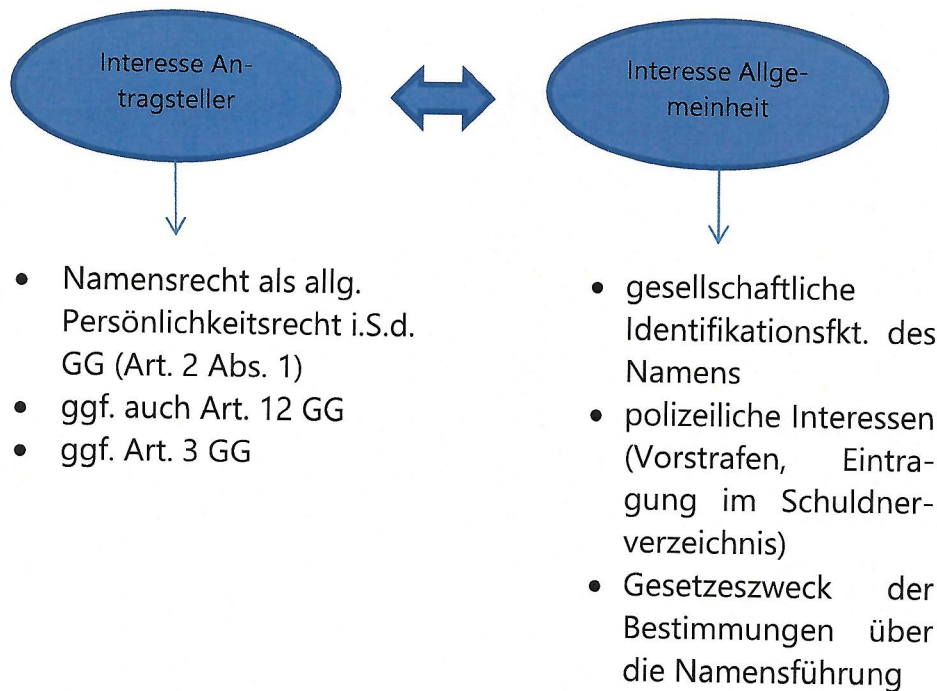 Interesse An-
tragsteller
Interesse Allge-
meinheit
• Namensrecht als allg.
Persönlichkeitsrecht i.S.d.
GG (Art. 2 Abs. 1)
• ggf. auch Art. 12 GG
• ggf. Art. 3 GG
• gesellschaftliche
Identifikationsfkt. des
Namens
• polizeiliche Interessen
(Vorstrafen, Eintra-
gung im Schuldner-
verzeichnis)
• Gesetzeszweck der
Bestimmungen über
die Namensführung